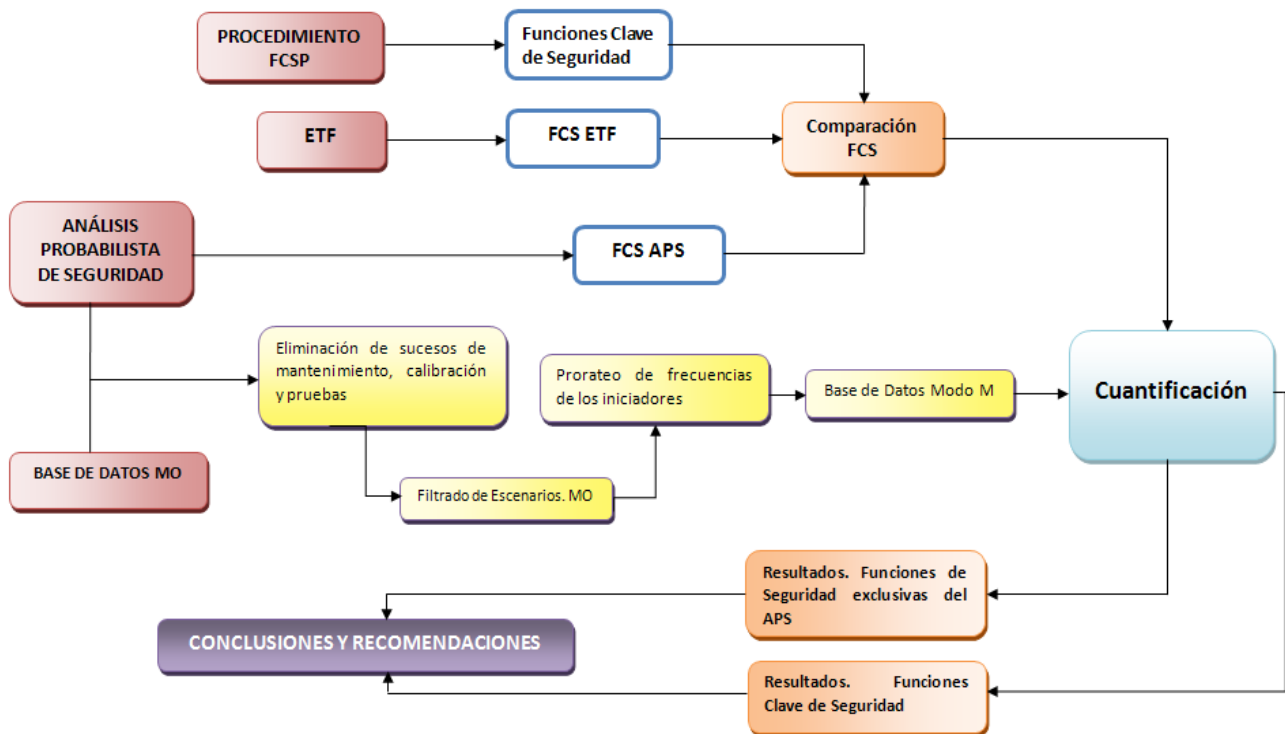 PROCEDIMIENTO
FCSP
Funciones Clave
de Seguridad
ETF
FCS ETF
Comparación
FCS
ANÁLISIS
PROBABILISTA
DE SEGURIDAD
FCS APS
Eliminación de sucesos de
mantenimiento, calibración
y pruebas
Prorateo de frecuencias
de los iniciadores
Base de Datos Modo M
Cuantificación
BASE DE DATOS MO
Filtrado de Escenarios. MO
Resultados. Funciones de
Seguridad exclusivas del
APS
CONCLUSIONES Y RECOMENDACIONES
Resultados. Funciones
Clave de Seguridad